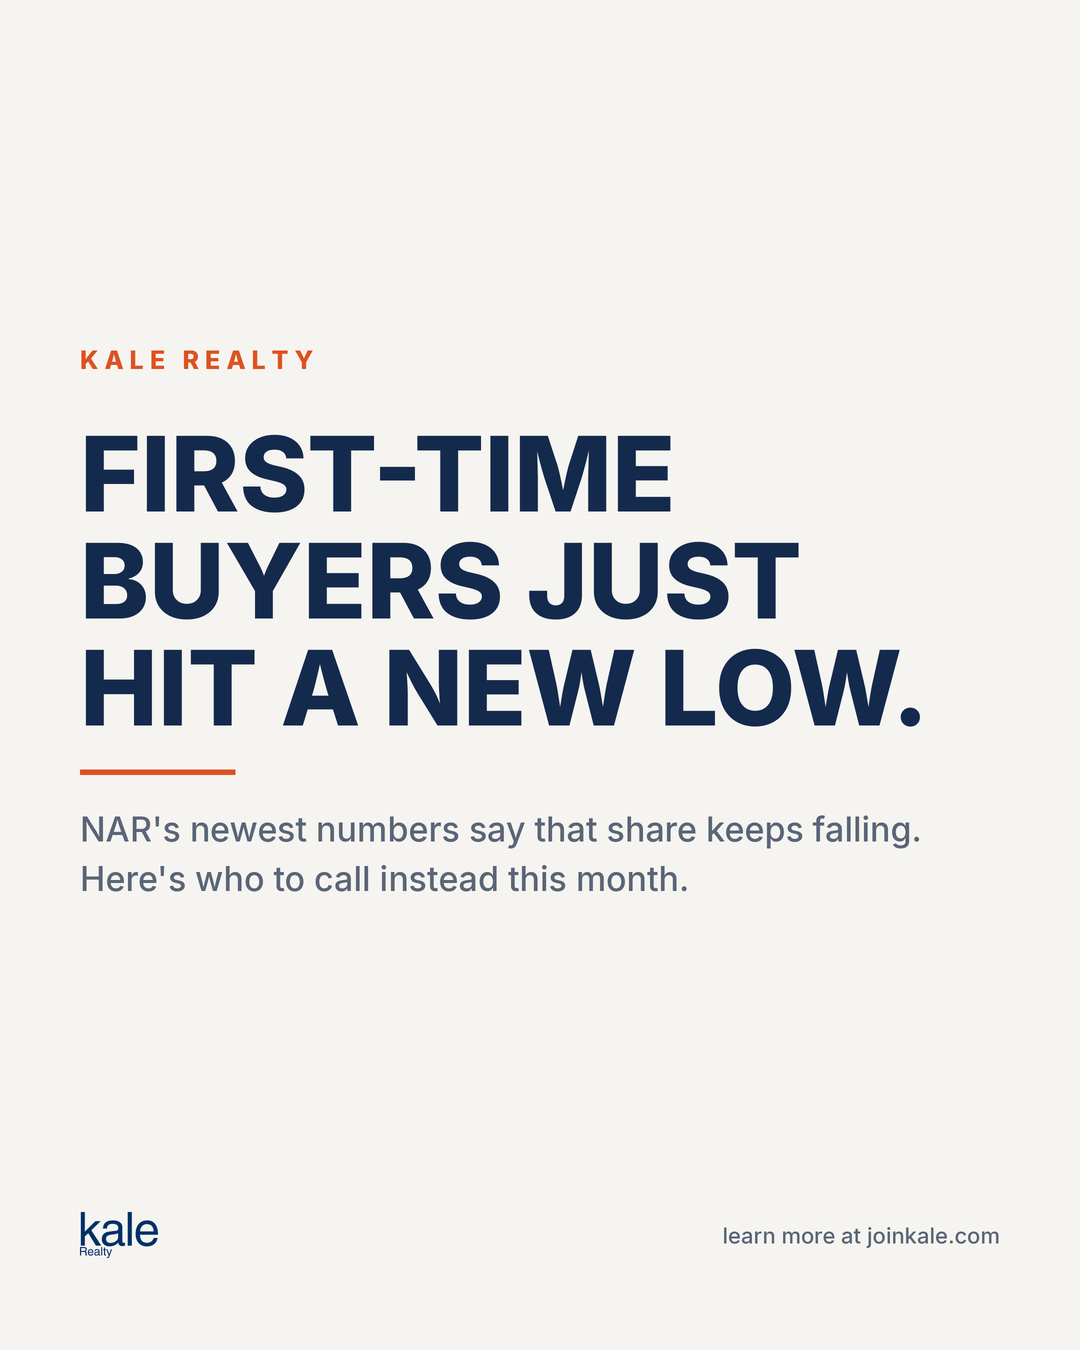 KALE REALTY
FIRST-TIME
BUYERS JUST
HIT A NEW LOW.
NAR's newest numbers say that share keeps falling.
Here's who to call instead this month.
kale
Realty
learn more at joinkale.com